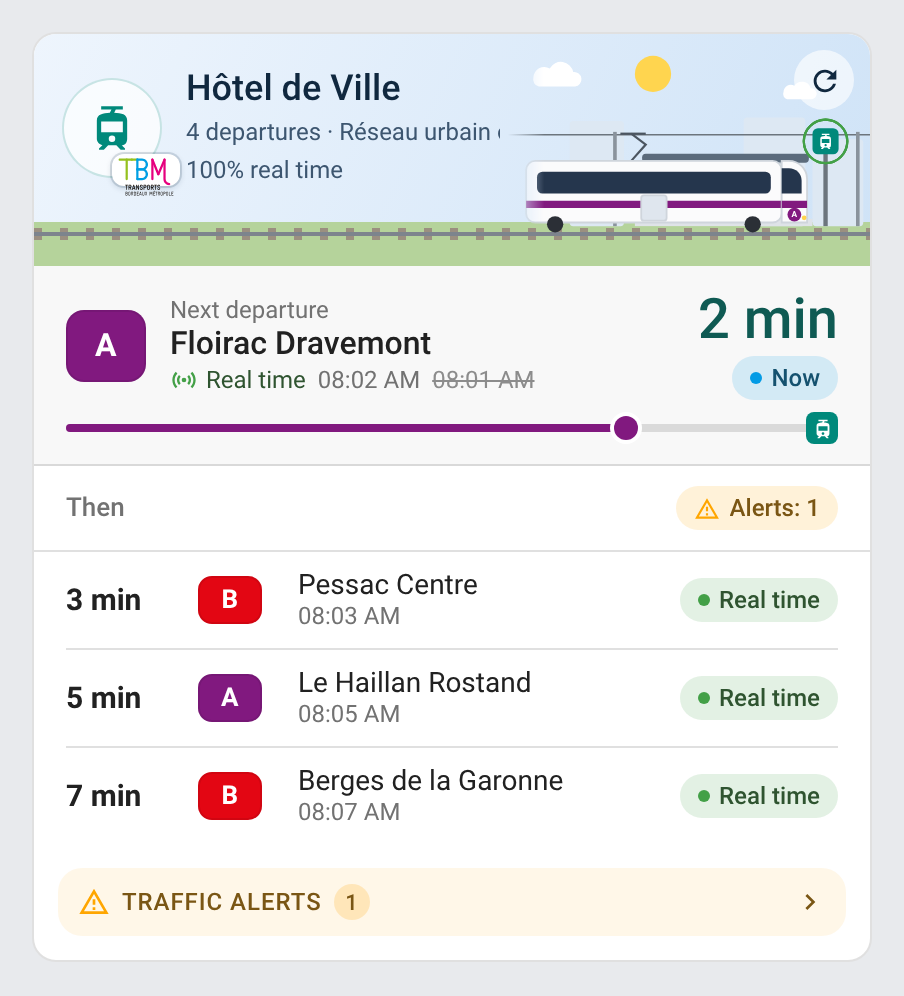 Hôtel de Ville
4 departures · Réseau urbain
100% real time
TBM
TRANSPORTS
BORDEAUX MÉTROPOLE
A
A
Next departure
Floirac Dravemont
Real time 08:02 AM 08:01 AM
2 min
Now
Then
Alerts: 1
3 min B Pessac Centre Real time
08:03 AM
5 min A Le Haillan Rostand Real time
08:05 AM
7 min B Berges de la Garonne Real time
08:07 AM
TRAFFIC ALERTS 1